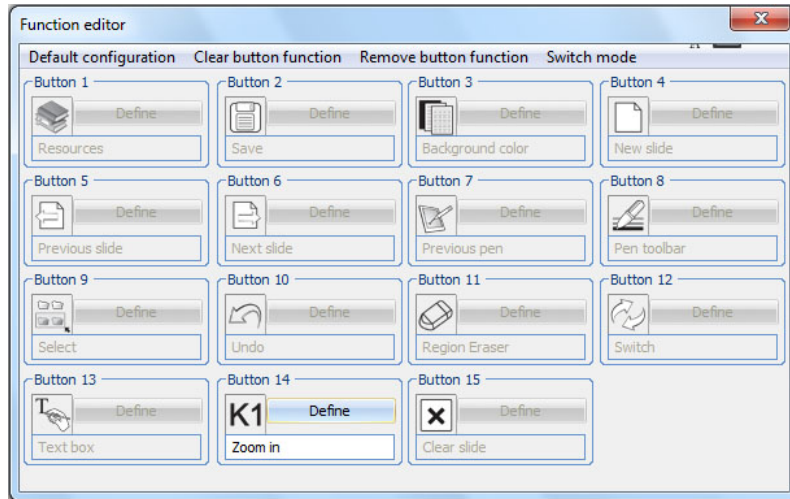 Function editor
Default configuration Clear button function Remove button function Switch mode
Button 1 Button 2 Button 3 Button 4
Define Define Define Define
Resources Save Background color New slide
Button 5 Button 6 Button 7 Button 8
Define Define Define Define
Previous slide Next slide Previous pen Pen toolbar
Button 9 Button 10 Button 11 Button 12
Define Define Define Define
Select Undo Region Eraser Switch
Button 13 Button 14 Button 15
T Define K1 Define Define
Text box Zoom in Clear slide